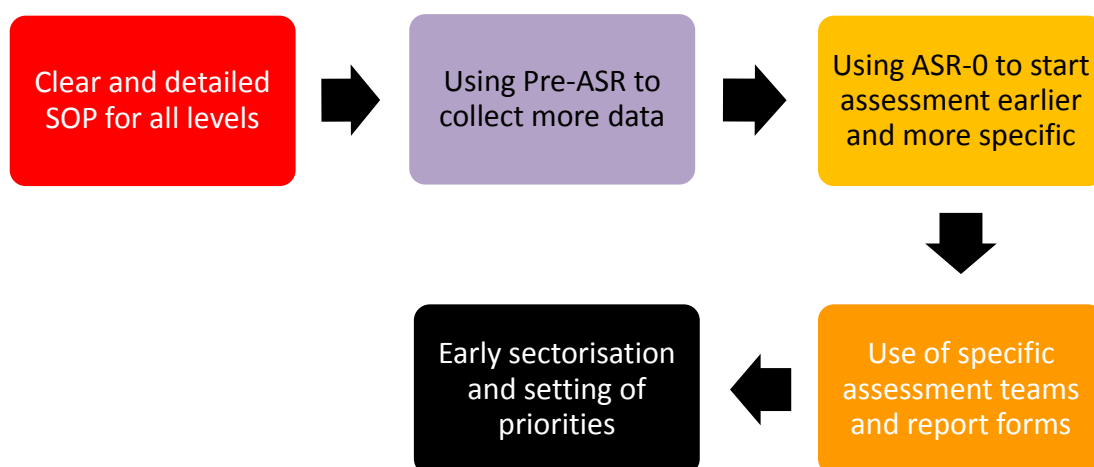 Clear and detailed
SOP for all levels
Using Pre-ASR to
collect more data
Using ASR-0 to start
assessment earlier
and more specific
Use of specific
assessment teams
and report forms
Early sectorisation
and setting of
priorities